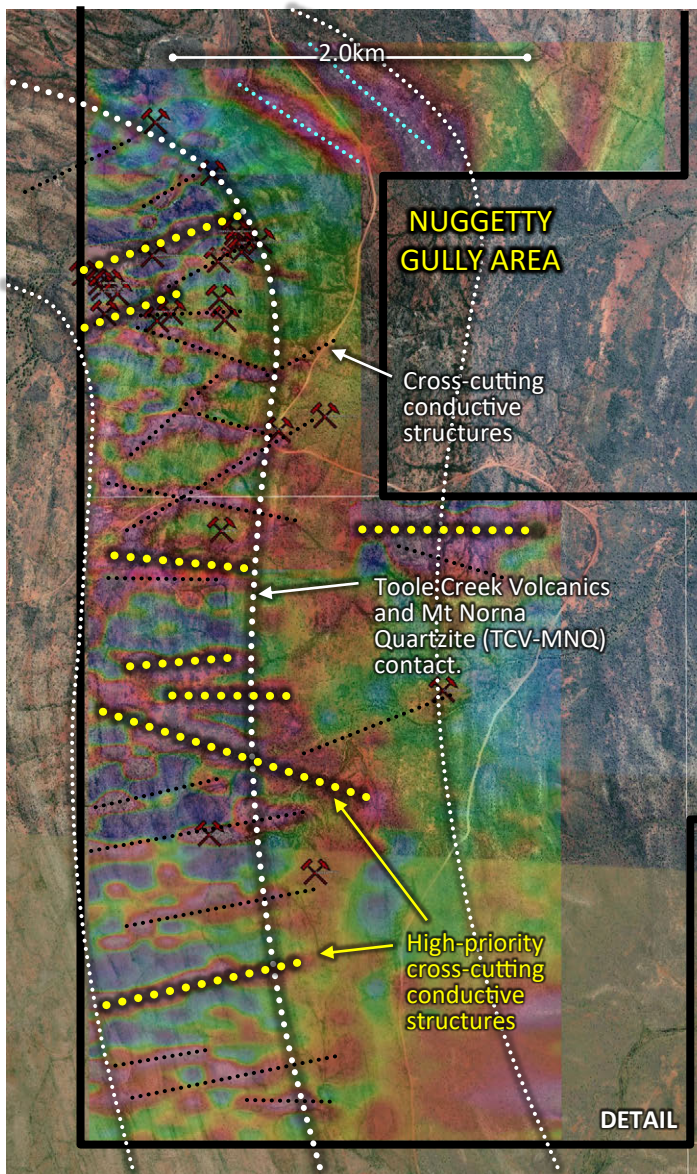 2.0km
NUGGETTY
GULLY AREA
Cross-cutting
conductive
structures
Toole Creek Volcanics
and Mt Norna
Quartzite (TCV-MNQ)
contact.
High-priority
cross-cutting
conductive
structures
DETAIL